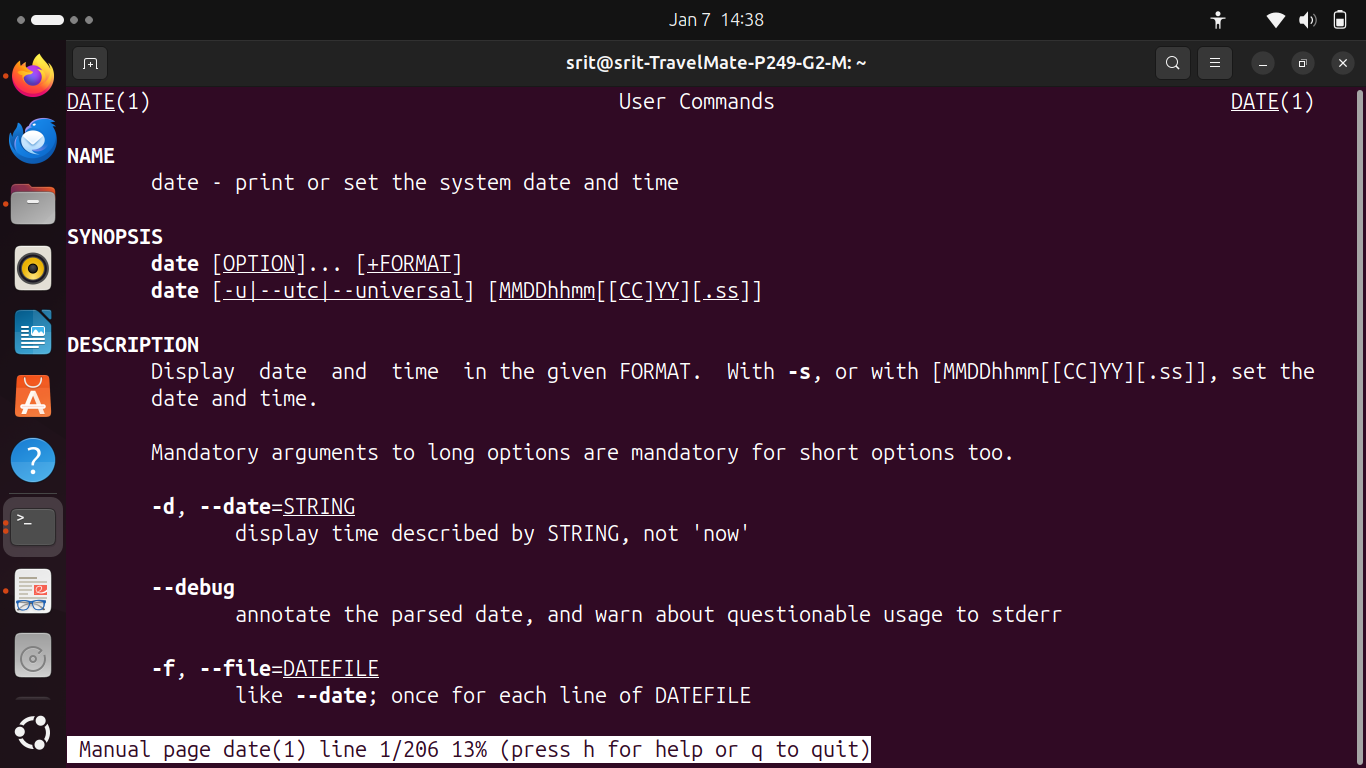 Jan 7 14:38
srit@srit-TravelMate-P249-G2-M: ~
DATE(1) User Commands DATE(1)
NAME
date - print or set the system date and time
SYNOPSIS
date [OPTION]... [+FORMAT]
date [-u|--utc|--universal] [MMDDhhmm[[CC]YY][.ss]]
DESCRIPTION
Display date and time in the given FORMAT. With -s, or with [MMDDhhmm[[CC]YY][.ss]], set the
date and time.
Mandatory arguments to long options are mandatory for short options too.
-d, --date=STRING
display time described by STRING, not 'now'
--debug
annotate the parsed date, and warn about questionable usage to stderr
-f, --file=DATEFILE
like --date; once for each line of DATEFILE
Manual page date(1) line 1/206 13% (press h for help or q to quit)